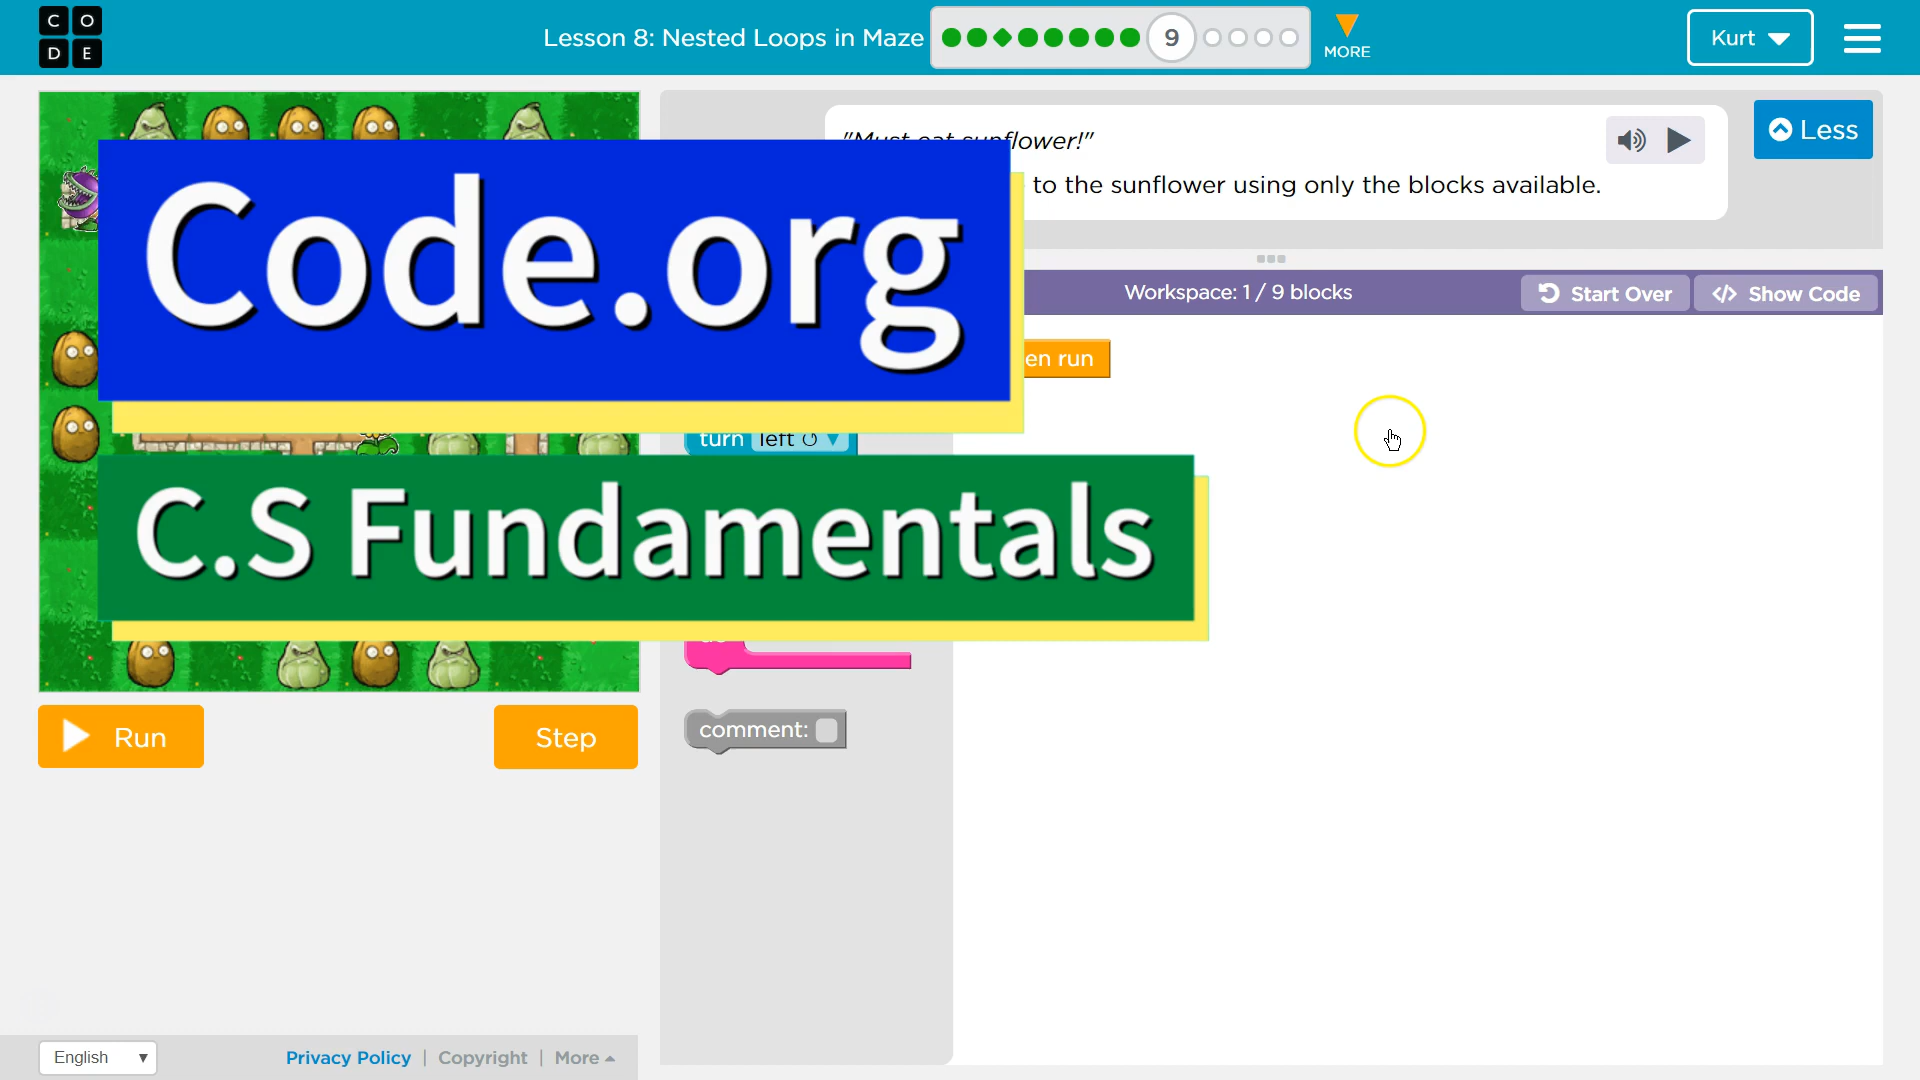 CODE
Lesson 8: Nested Loops in Maze
9
MORE
Kurt
"Must eat sunflower!"
to the sunflower using only the blocks available.
Less
Code.org
Workspace: 1 / 9 blocks
Start Over
</> Show Code
en run
turn left
C.S Fundamentals
comment:
Run
Step
English
Privacy Policy | Copyright | More